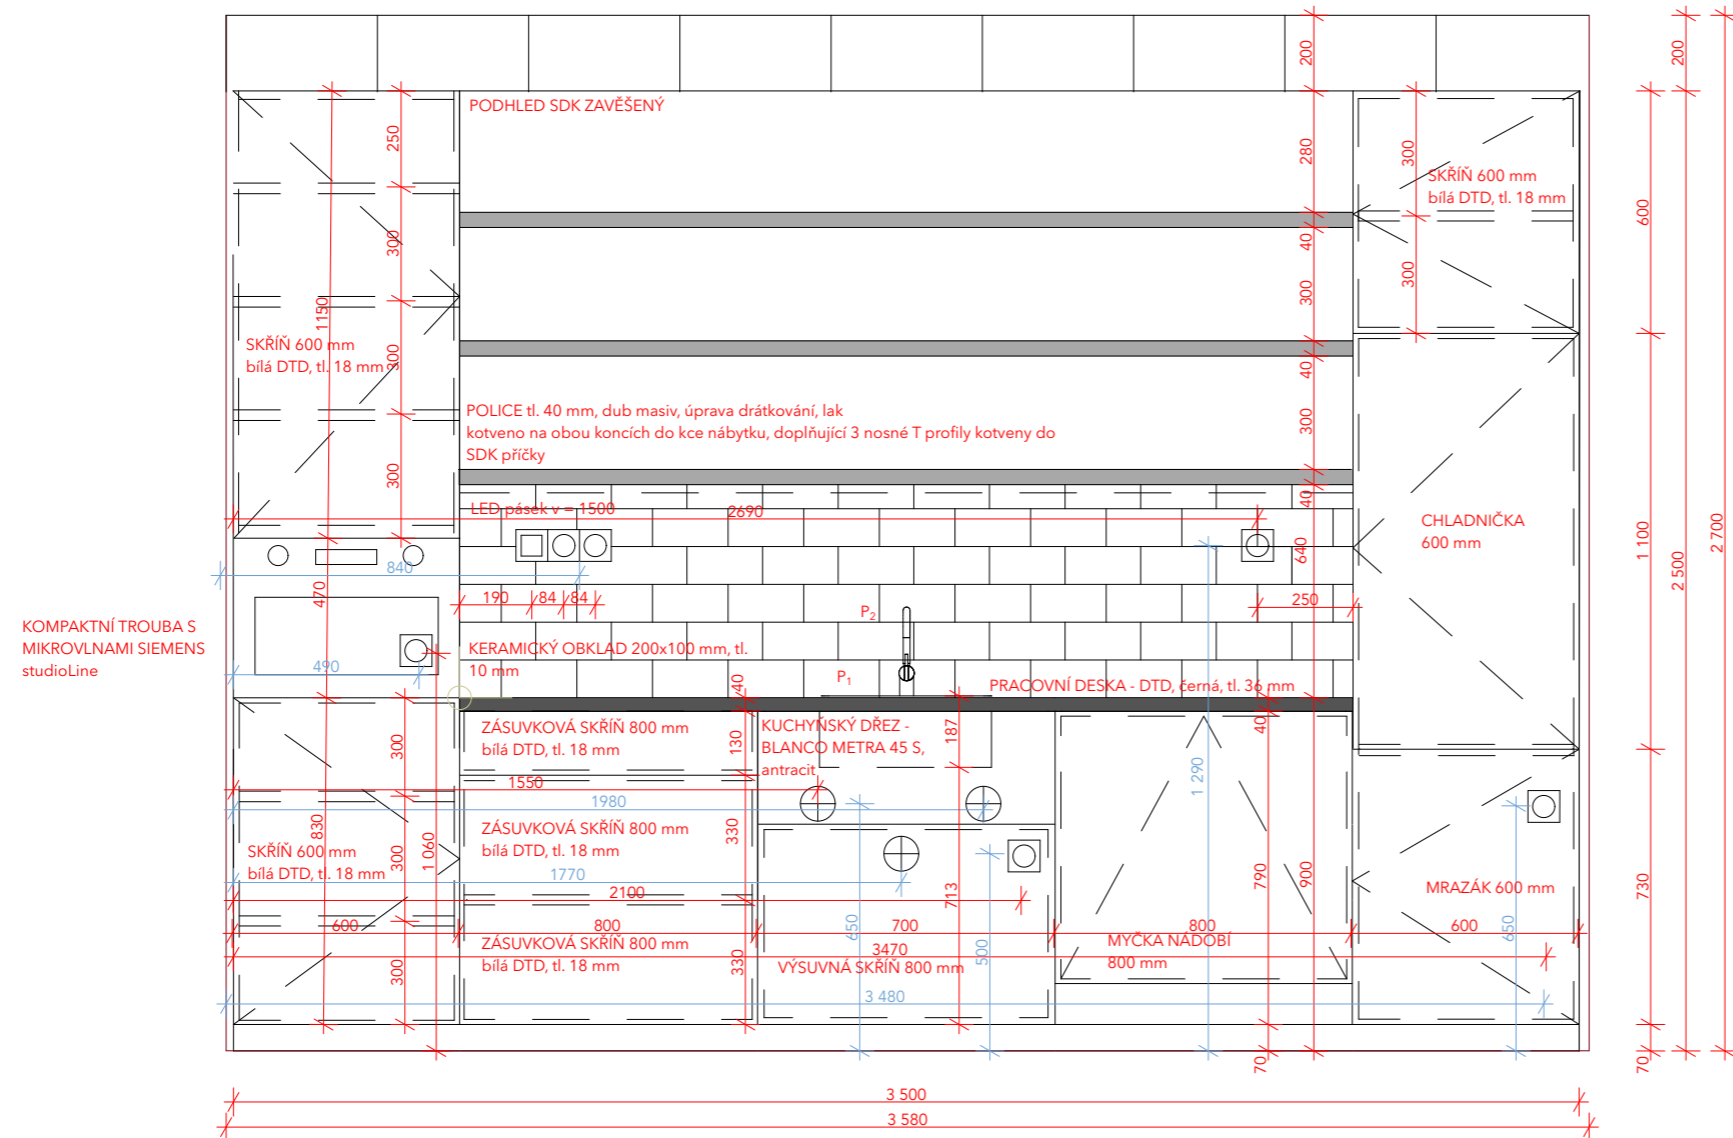 200
200
PODHLED SDK ZAVĚŠENÝ
250
280
300
SKŘÍŇ 600 mm
bílá DTD, tl. 18 mm
600
300
40
300
300
1150
SKŘÍŇ 600 mm
bílá DTD, tl. 18 mm
300
40
POLICE tl. 40 mm, dub masiv, úprava drátkování, lak
kotveno na obou koncích do kce nábytku, doplňující 3 nosné T profily kotveny do
SDK příčky
300
300
40
LED pásek v = 1500
2690
CHLADNIČKA
600 mm
640
1 100
2 500
2 700
840
470
190
84
84
250
P2
KOMPAKTNÍ TROUBA S
MIKROVLNAMI SIEMENS
studioLine
490
KERAMICKÝ OBKLAD 200x100 mm, tl.
10 mm
P1
40
PRACOVNÍ DESKA - DTD, černá, tl. 36 mm
ZÁSUVKOVÁ SKŘÍŇ 800 mm
bílá DTD, tl. 18 mm
300
130
KUCHYŇSKÝ DŘEZ -
BLANCO METRA 45 S,
antracit
187
40
1 290
1550
1980
830
1 060
ZÁSUVKOVÁ SKŘÍŇ 800 mm
bílá DTD, tl. 18 mm
330
SKŘÍŇ 600 mm
bílá DTD, tl. 18 mm
300
1770
2100
713
790
900
MRAZÁK 600 mm
730
600
800
650
700
800
600
650
3470
500
ZÁSUVKOVÁ SKŘÍŇ 800 mm
bílá DTD, tl. 18 mm
330
VÝSUVNÁ SKŘÍŇ 800 mm
MYČKA NÁDOBÍ
800 mm
300
3 480
70
70
3 500
3 580